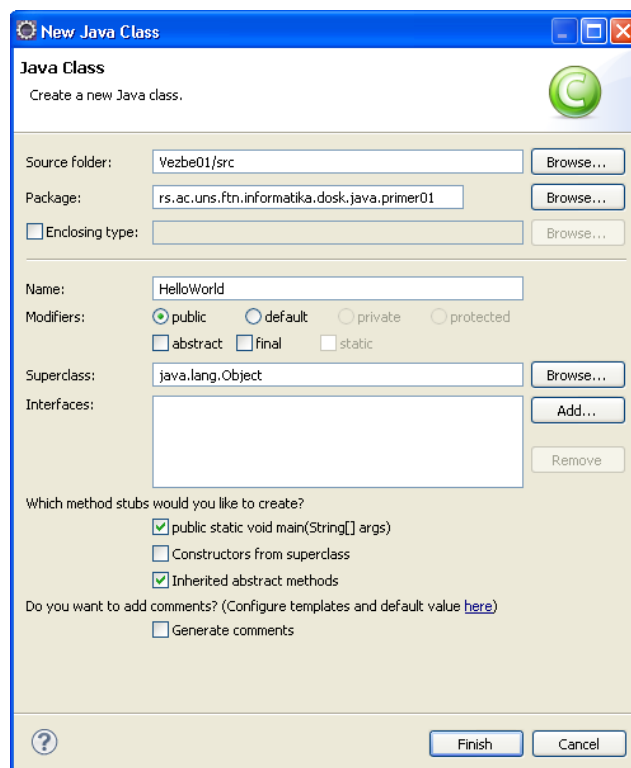 New Java Class
Java Class
Create a new Java class.
Source folder: Vezbe01/src Browse...
Package: rs.ac.uns.ftn.informatika.dosk.java.primer01 Browse...
Enclosing type: Browse...
Name: HelloWorld
Modifiers: public default private protected
abstract final static
Superclass: java.lang.Object Browse...
Interfaces: Add...
Remove
Which method stubs would you like to create?
public static void main(String[] args)
Constructors from superclass
Inherited abstract methods
Do you want to add comments? (Configure templates and default value here)
Generate comments
? Finish Cancel